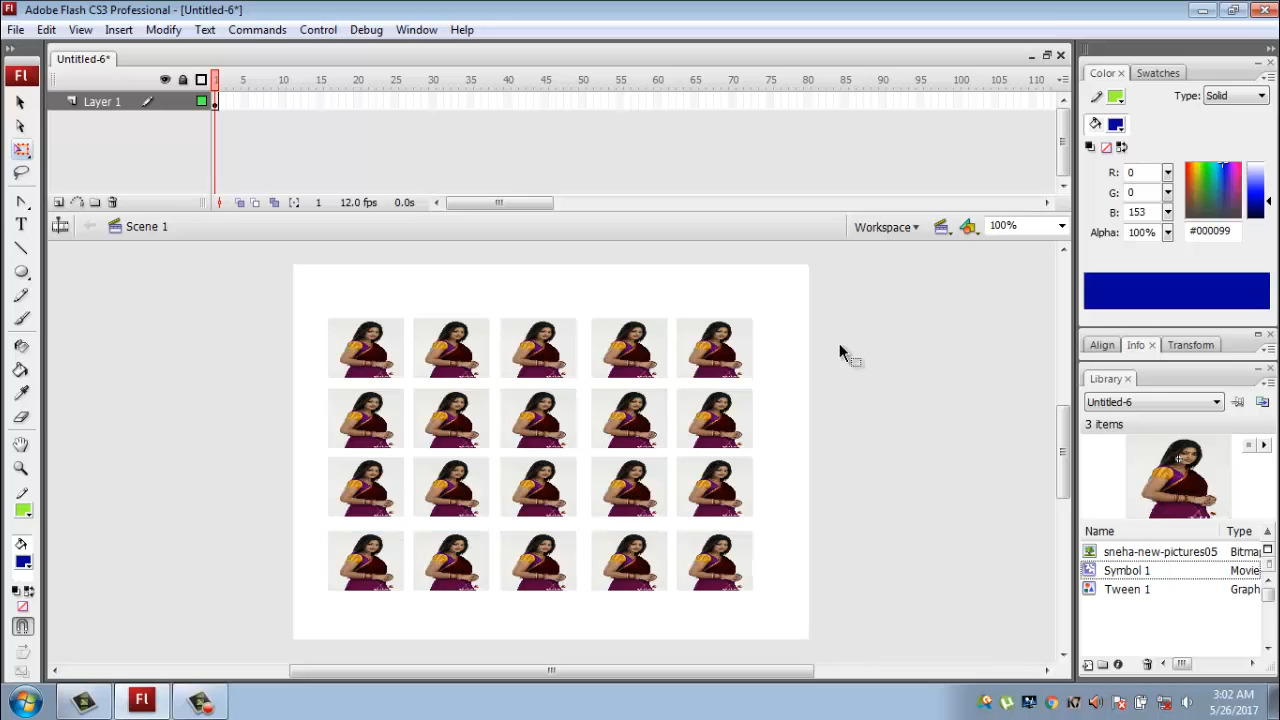 Fl Adobe Flash CS3 Professional - [Untitled-6*]
File Edit View Insert Modify Text Commands Control Debug Window Help
Untitled-6*
Fl
1 5 10 15 20 25 30 35 40 45 50 55 60 65 70 75 80 85 90 95 100 105 110
Layer 1
1 12.0 fps 0.0s
Scene 1
Workspace
100%
Color
Swatches
Type: Solid
R: 0
G: 0
B: 153
Alpha: 100%
#000099
Align
Info
Transform
Library
Untitled-6
3 items
Name Type
sneha-new-pictures05 Bitma
Symbol 1 Movie
Tween 1 Graph
T
Fl
3:02 AM
5/26/2017